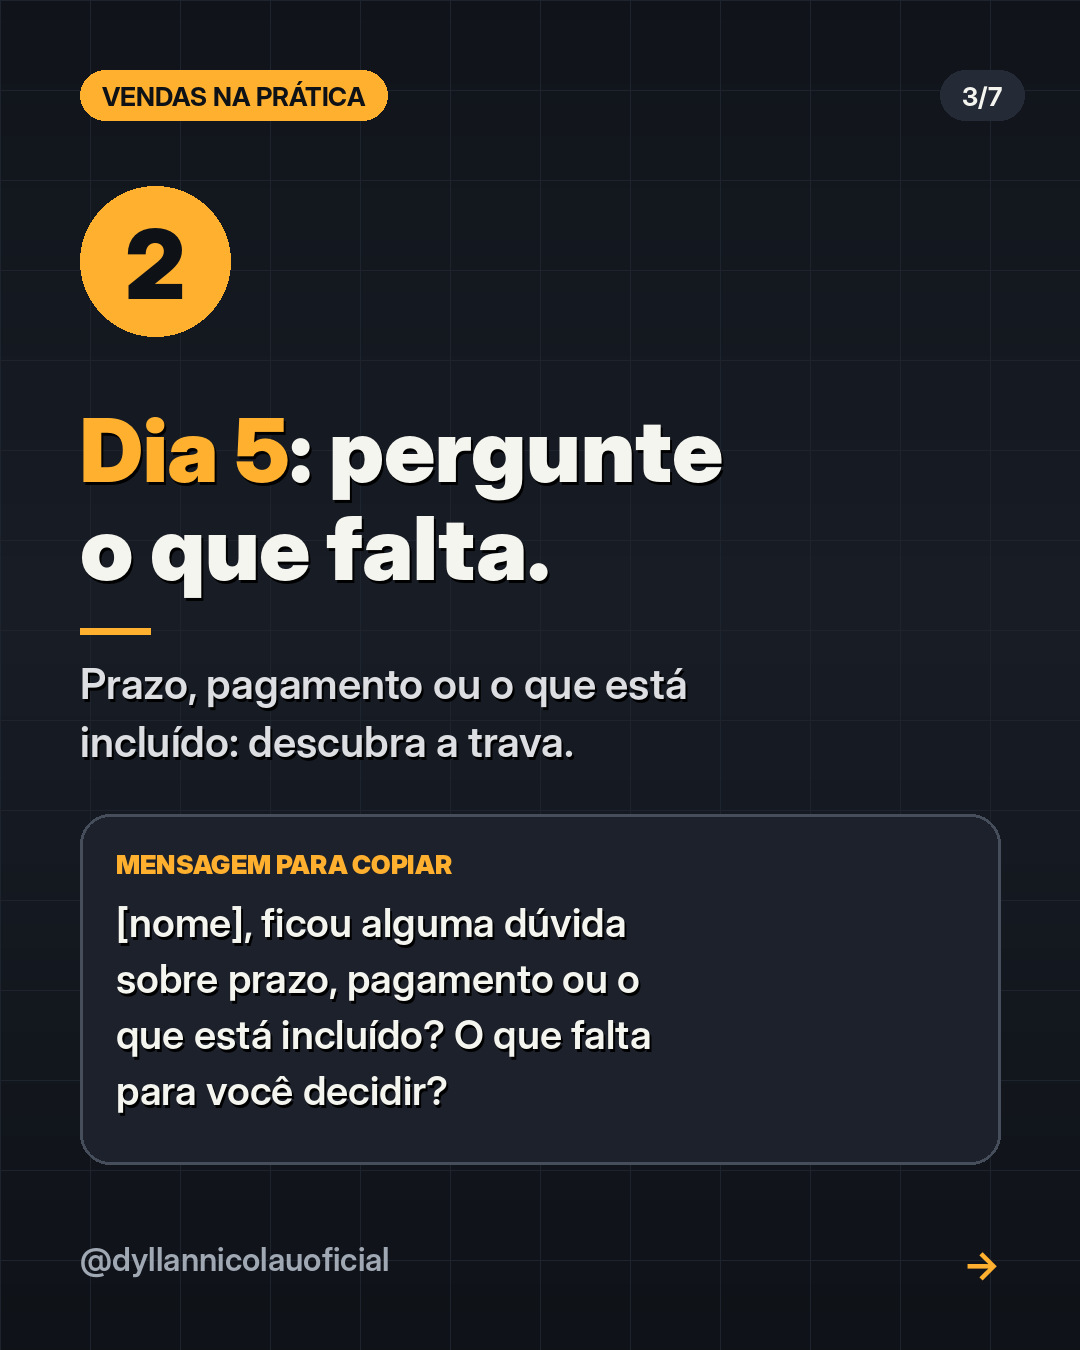 VENDAS NA PRÁTICA
3/7
2
Dia 5: pergunte
o que falta.
Prazo, pagamento ou o que está
incluído: descubra a trava.
MENSAGEM PARA COPIAR
[nome], ficou alguma dúvida
sobre prazo, pagamento ou o
que está incluído? O que falta
para você decidir?
@dyllannicolauoficial
→